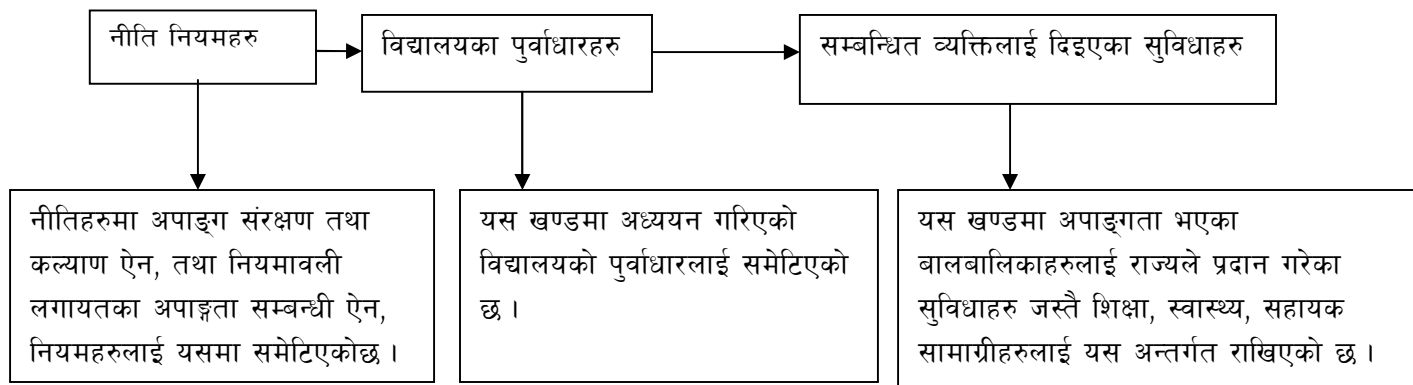 नीति नियमहरु
विद्यालयका पुर्वाधारहरु
सम्बन्धित व्यक्तिलाई दिइएका सुविधाहरु
नीतिहरुमा अपाङ्ग संरक्षण तथा
कल्याण ऐन, तथा नियमावली
लगायतका अपाङ्गता सम्बन्धी ऐन,
नियमहरुलाई यसमा समेटिएकोछ ।
यस खण्डमा अध्ययन गरिएको
विद्यालयको पुर्वाधारलाई समेटिएको
छ ।
यस खण्डमा अपाङ्गता भएका
बालबालिकाहरुलाई राज्यले प्रदान गरेका
सुविधाहरु जस्तै शिक्षा, स्वास्थ्य, सहायक
सामाग्रीहरुलाई यस अन्तर्गत राखिएको छ ।